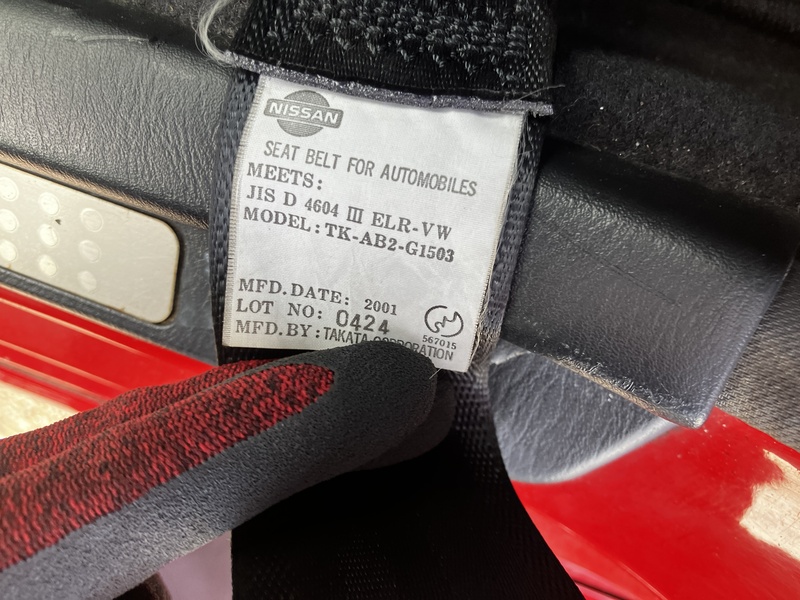 NISSAN
SEAT BELT FOR AUTOMOBILES
MEETS:
JIS D 4604 III ELR-VW
MODEL: TK-AB2-G1503
MFD. DATE: 2001
LOT NO: 0424
567015
MFD. BY: TAKATA CORPORATION